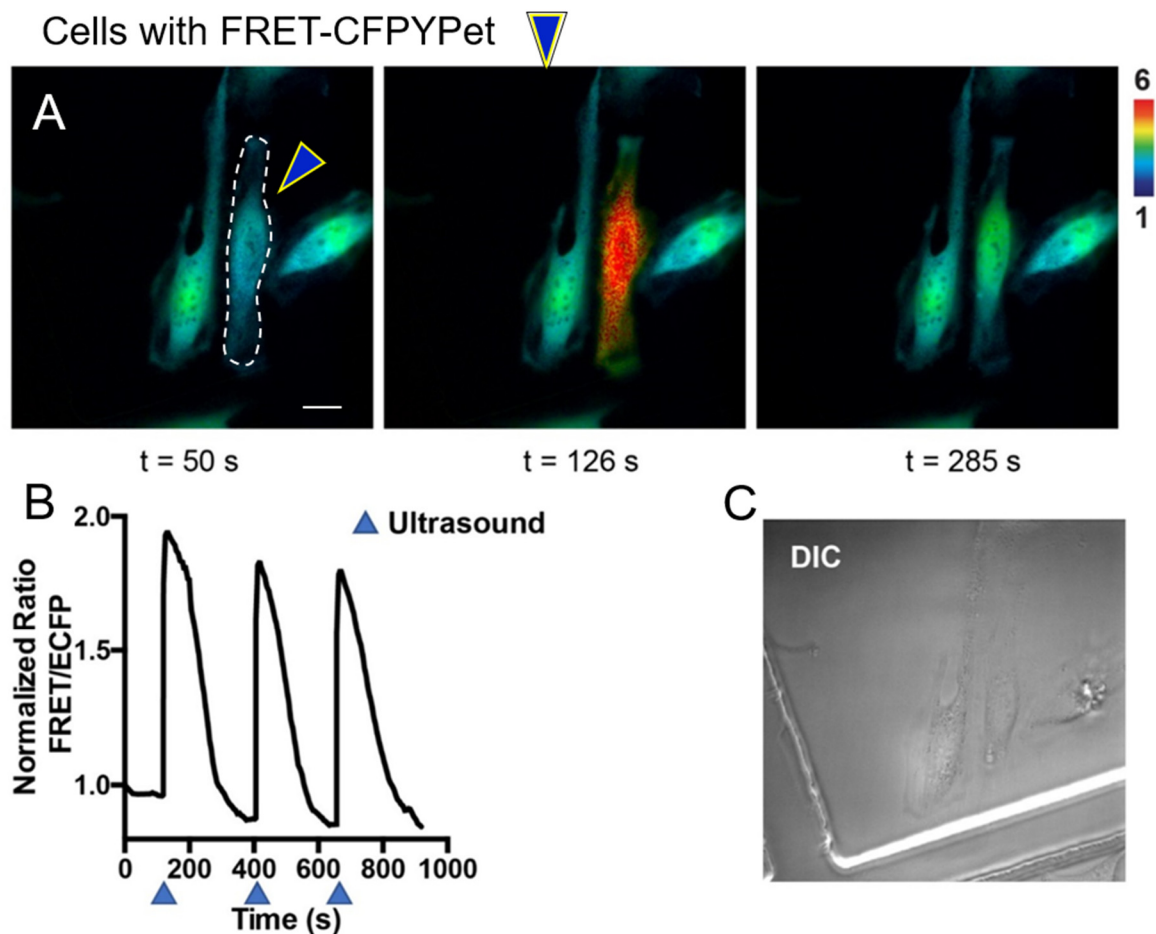 Cells with FRET-CFPYPet
A
6
1
t = 50 s
t = 126 s
t = 285 s
B
Ultrasound
Normalized Ratio
FRET/ECFP
2.0
1.5
1.0
0 200 400 600 800 1000
Time (s)
C
DIC